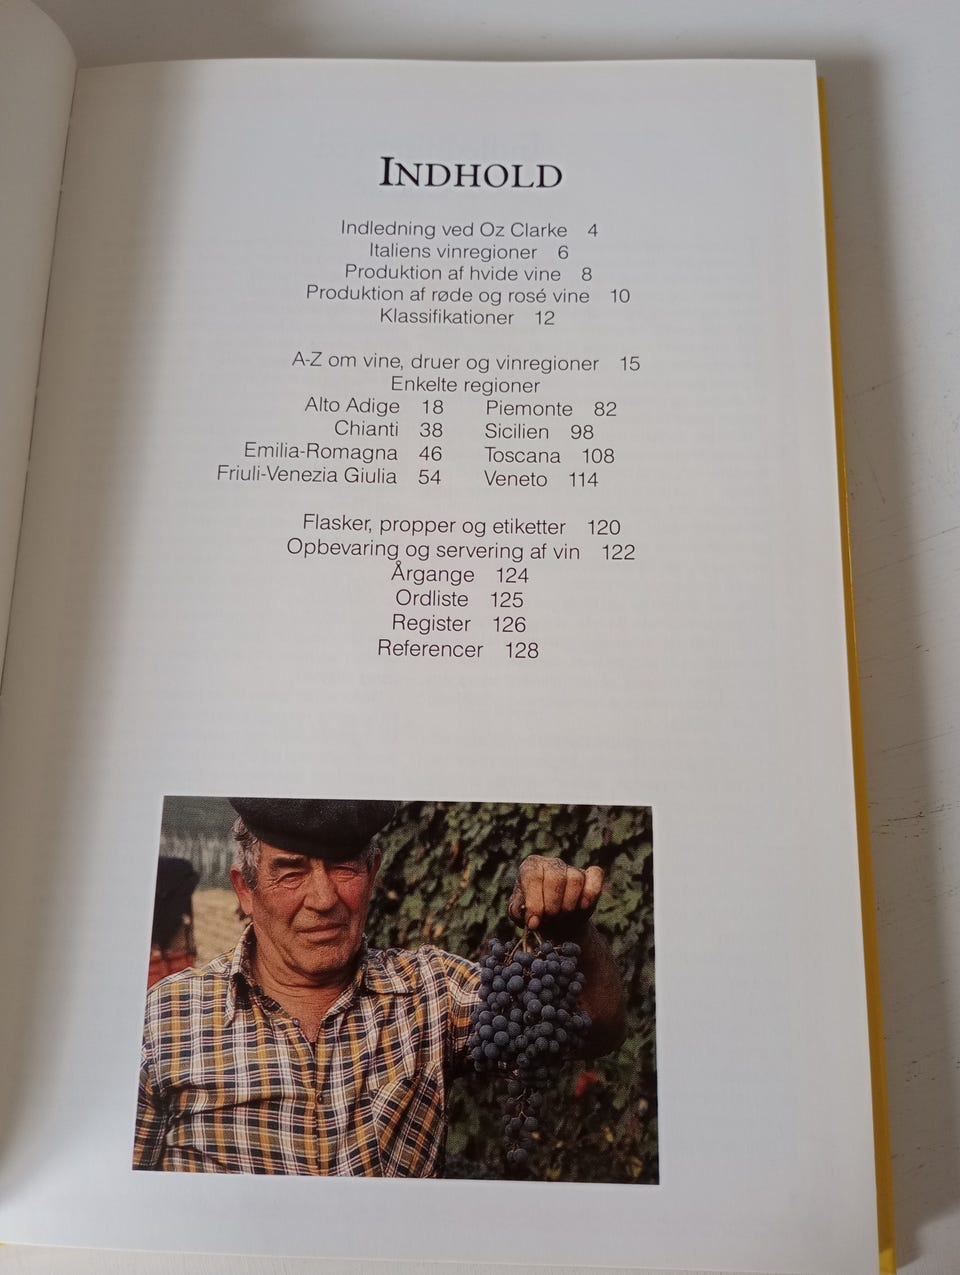 INDHOLD
Indledning ved Oz Clarke 4
Italiens vinregioner 6
Produktion af hvide vine 8
Produktion af røde og rosé vine 10
Klassifikationer 12
A-Z om vine, druer og vinregioner 15
Enkelte regioner
Alto Adige 18 Piemonte 82
Chianti 38 Sicilien 98
Emilia-Romagna 46 Toscana 108
Friuli-Venezia Giulia 54 Veneto 114
Flasker, propper og etiketter 120
Opbevaring og servering af vin 122
Årgange 124
Ordliste 125
Register 126
Referencer 128